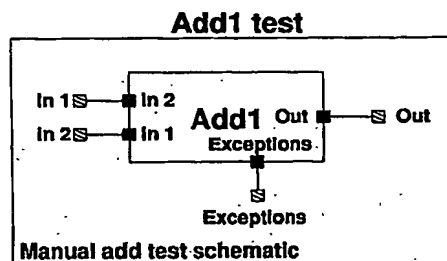 Add1 test
In 1 In 2
Add1 Out Out
In 2 In 1
Exceptions
Exceptions
Manual add test schematic